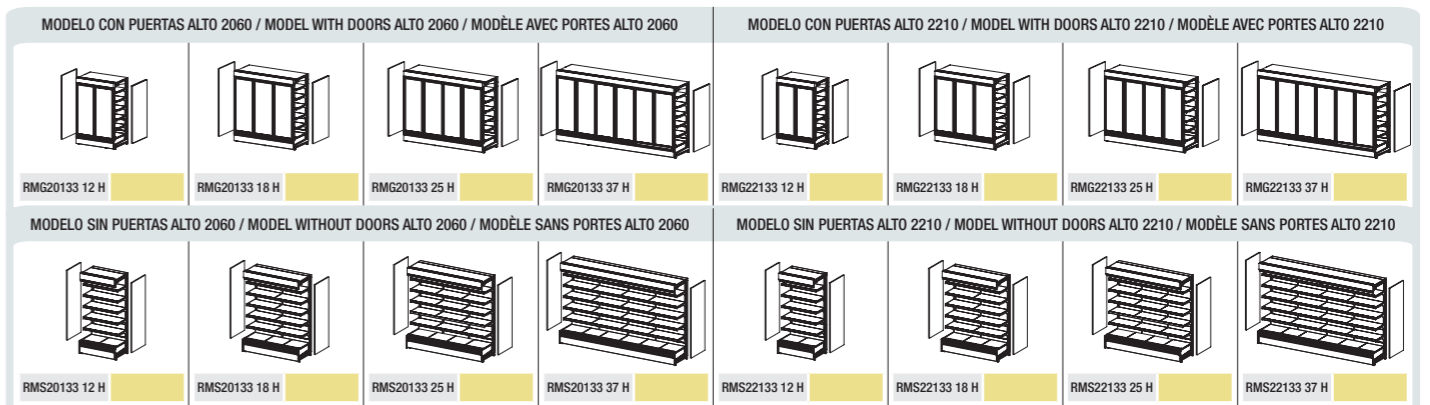 MODELO CON PUERTAS ALTO 2060 / MODEL WITH DOORS ALTO 2060 / MODÈLE AVEC PORTES ALTO 2060
MODELO CON PUERTAS ALTO 2210 / MODEL WITH DOORS ALTO 2210 / MODÈLE AVEC PORTES ALTO 2210
RMG20133 12 H
RMG20133 18 H
RMG20133 25 H
RMG20133 37 H
RMG22133 12 H
RMG22133 18 H
RMG22133 25 H
RMG22133 37 H
MODELO SIN PUERTAS ALTO 2060 / MODEL WITHOUT DOORS ALTO 2060 / MODÈLE SANS PORTES ALTO 2060
MODELO SIN PUERTAS ALTO 2210 / MODEL WITHOUT DOORS ALTO 2210 / MODÈLE SANS PORTES ALTO 2210
RMS20133 12 H
RMS20133 18 H
RMS20133 25 H
RMS20133 37 H
RMS22133 12 H
RMS22133 18 H
RMS22133 25 H
RMS22133 37 H